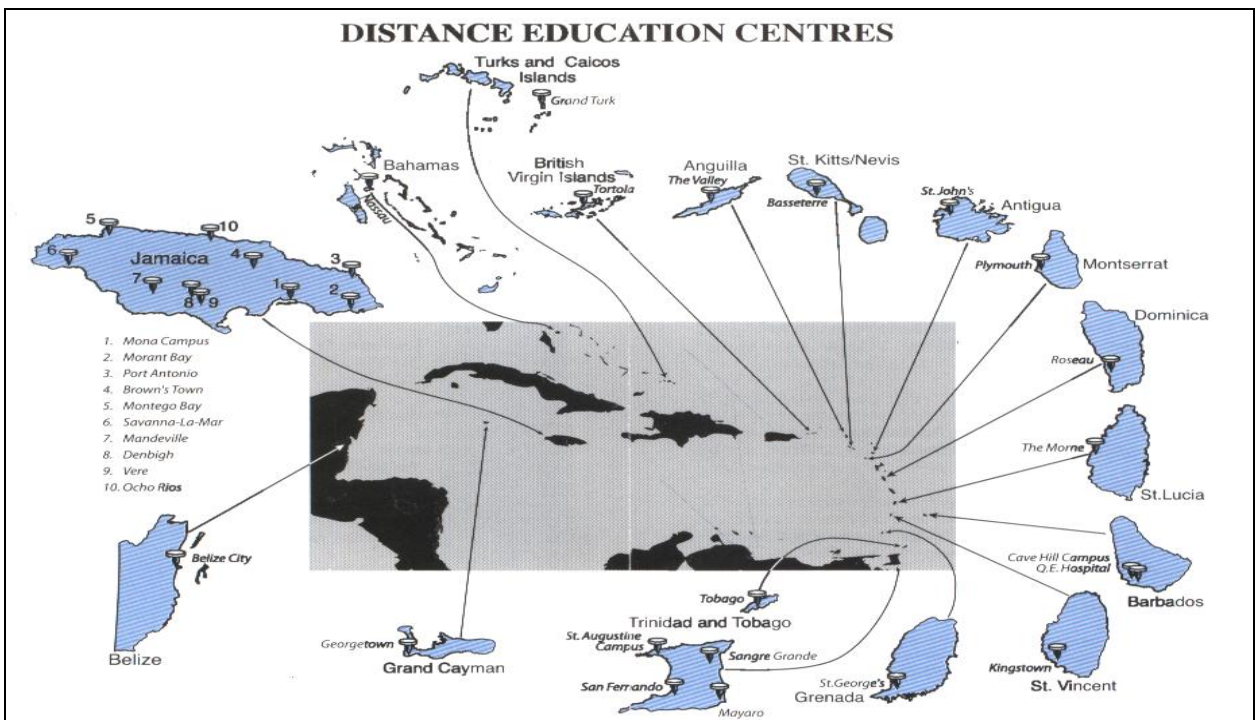 DISTANCE EDUCATION CENTRES
Turks and Caicos
Islands
Grand Turk
Bahamas
Nassau
British
Virgin Islands
Tortola
Anguilla
The Valley
St. Kitts/Nevis
Basseterre
St. John's
Antigua
Plymouth
Montserrat
Dominica
Roseau
The Morne
St.Lucia
Cave Hill Campus
Q.E. Hospital
Barbados
Kingstown
St. Vincent
St.George's
Grenada
Tobago
Trinidad and Tobago
St. Augustine
Campus
Sangre Grande
San Fernando
Mayaro
Georgetown
Grand Cayman
Belize City
Belize
Jamaica
5
10
6
4
3
7
8
9
1
2
1. Mona Campus
2. Morant Bay
3. Port Antonio
4. Brown's Town
5. Montego Bay
6. Savanna-La-Mar
7. Mandeville
8. Denbigh
9. Vere
10. Ocho Rios